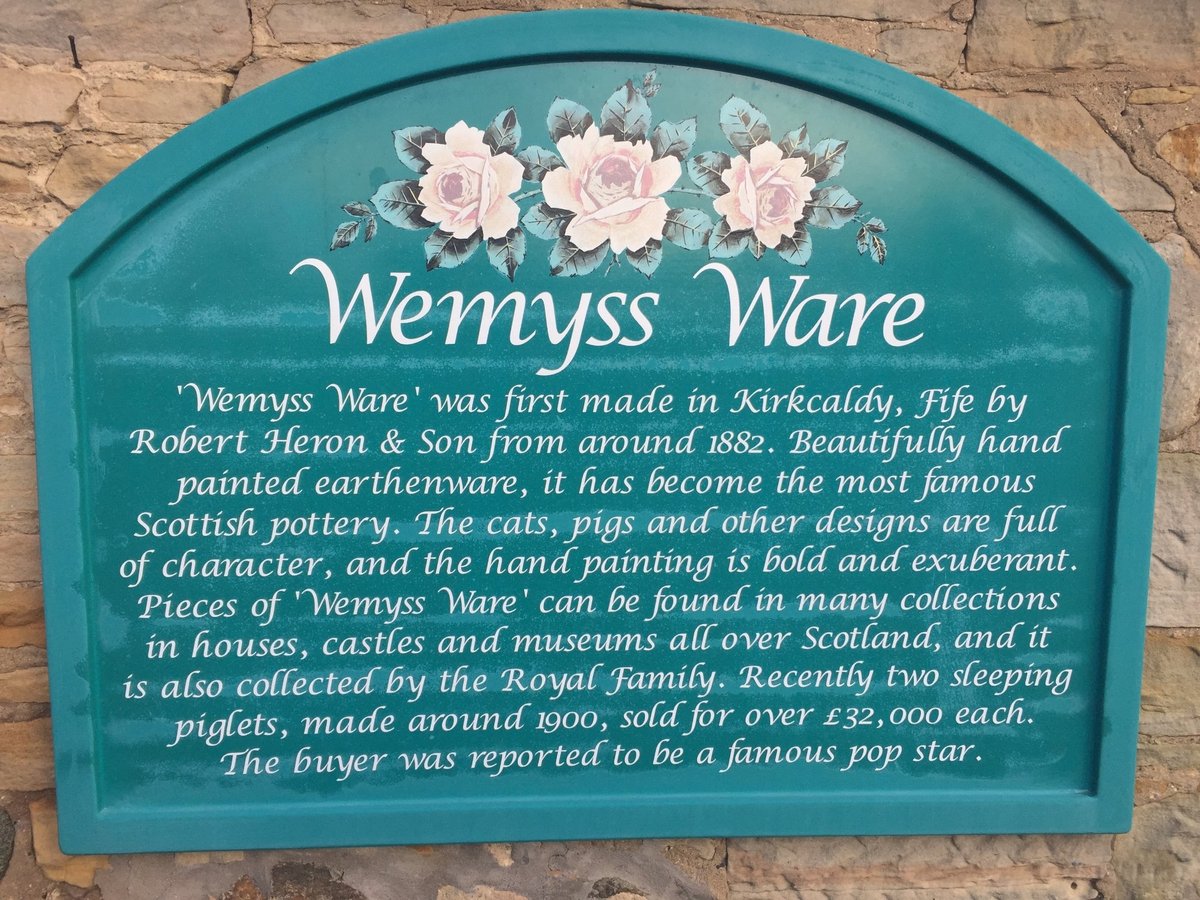 Wemyss Ware
'Wemyss Ware' was first made in Kirkcaldy, Fife by
Robert Heron & Son from around 1882. Beautifully hand
painted earthenware, it has become the most famous
Scottish pottery. The cats, pigs and other designs are full
of character, and the hand painting is bold and exuberant.
Pieces of 'Wemyss Ware' can be found in many collections
in houses, castles and museums all over Scotland, and it
is also collected by the Royal Family. Recently two sleeping
piglets, made around 1900, sold for over £32,000 each.
The buyer was reported to be a famous pop star.